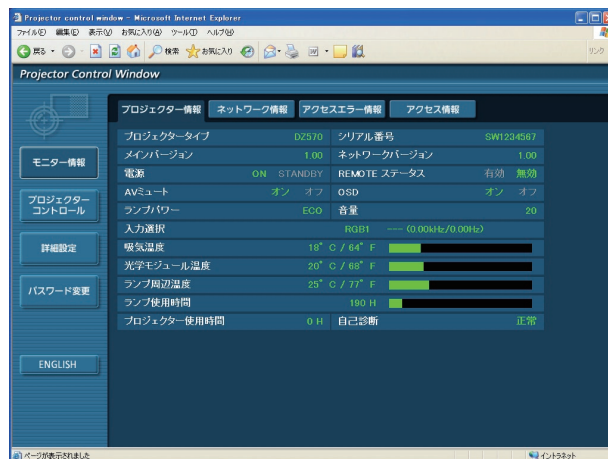 Projector control window - Microsoft Internet Explorer
ファイル(F) 編集(E) 表示(V) お気に入り(A) ツール(T) ヘルプ(H)
戻る 検索 お気に入り リンク
Projector Control Window
プロジェクター情報 ネットワーク情報 アクセスエラー情報 アクセス情報
モニター情報
プロジェクター
コントロール
詳細設定
パスワード変更
ENGLISH
プロジェクタータイプ DZ570 シリアル番号 SW1234567
メインバージョン 1.00 ネットワークバージョン 1.00
電源 ON STANDBY REMOTE ステータス 有効 無効
AVミュート オン オフ OSD オン オフ
ランプパワー ECO 音量 20
入力選択 RGB1 --- (0.00kHz/0.00Hz)
吸気温度 18° C / 64° F
光学モジュール温度 20° C / 68° F
ランプ周辺温度 25° C / 77° F
ランプ使用時間 190 H
プロジェクター使用時間 0 H 自己診断 正常
ページが表示されました イントラネット